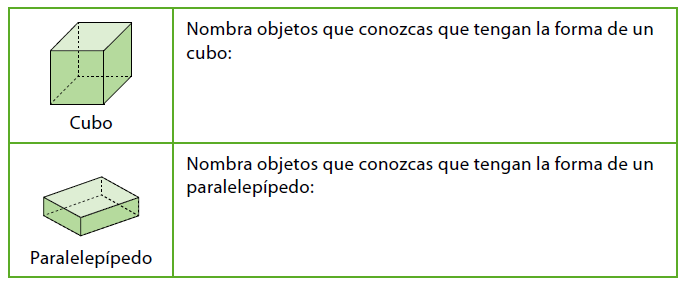 Nombra objetos que conozcas que tengan la forma de un
cubo:
Cubo
Nombra objetos que conozcas que tengan la forma de un
paralelepípedo:
Paralelepípedo